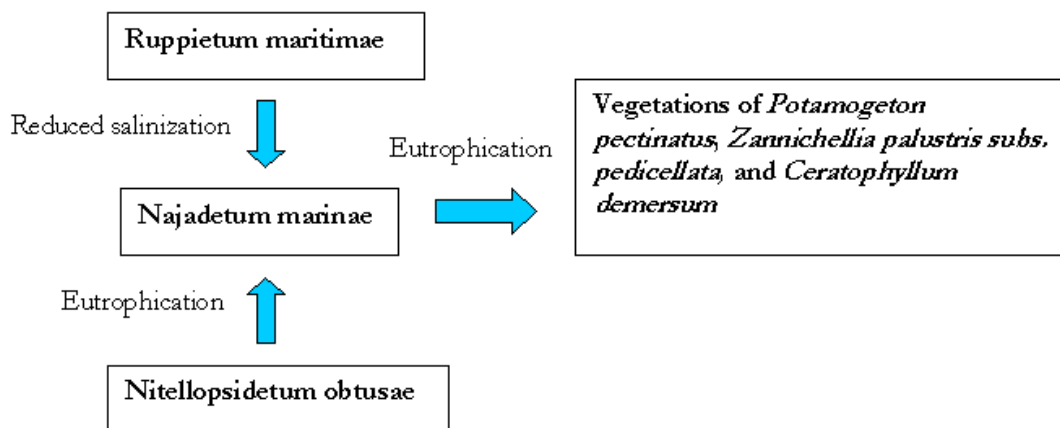 Ruppietum maritimae
Reduced salinization
Eutrophication
Vegetations of Potamogeton
pectinatus, Zannichellia palustris subs.
pedicellata, and Ceratophyllum
demersum
Najadetum marinae
Eutrophication
Nitellopsidetum obtusae